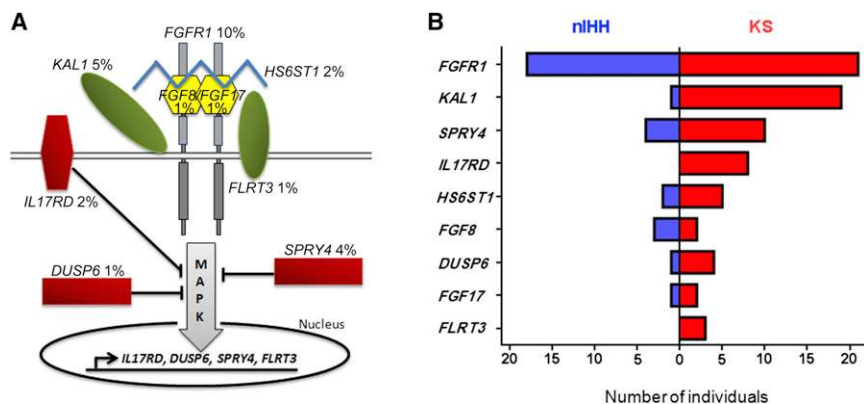 A
FGFR1 10%
KAL1 5%
HS6ST1 2%
FGF8 1%
FGF17 1%
IL17RD 2%
FLRT3 1%
DUSP6 1%
SPRY4 4%
MAPK
Nucleus
IL17RD, DUSP6, SPRY4, FLRT3
B
nIHH KS
FGFR1
KAL1
SPRY4
IL17RD
HS6ST1
FGF8
DUSP6
FGF17
FLRT3
20 10 5 0 5 10 15 20
Number of individuals